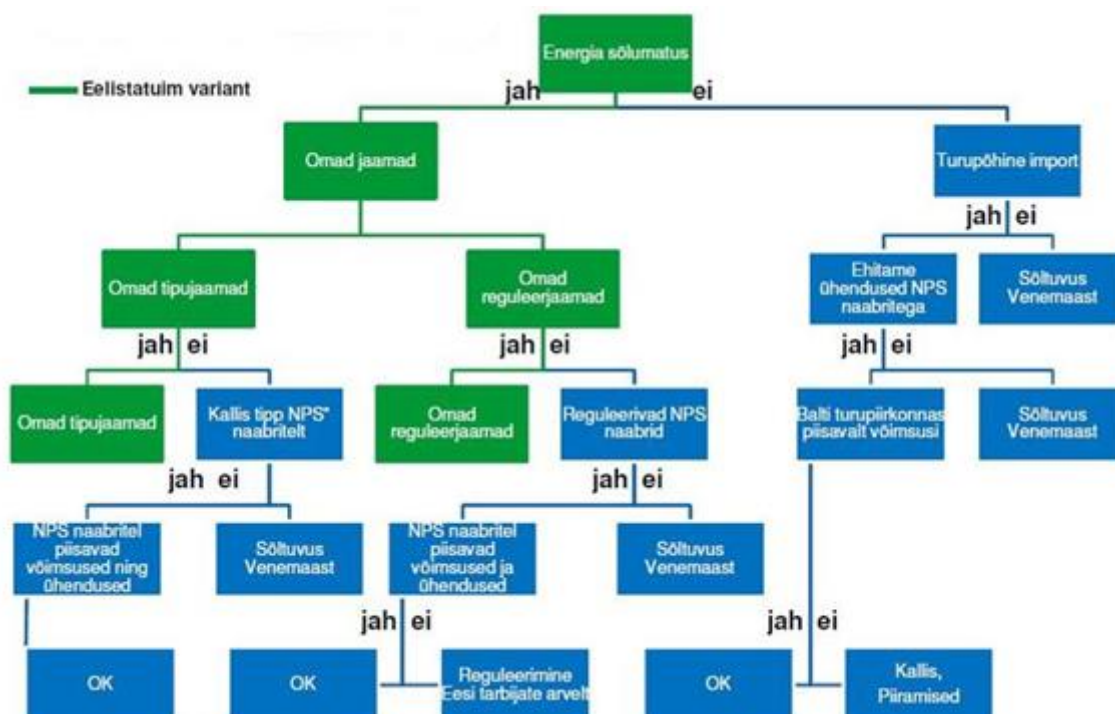 Energia sõlumatus
Eelistatuim variant
jah
ei
Omad jaamad
Turupõhine import
jah
ei
Omad tipujaamad
Omad
reguleerjaamad
Ehitame
ühendused NPS
naabritega
Sõltuvus
Venemaast
jah
ei
jah
ei
jah
ei
Omad tipujaamad
Kallis tipp NPS*
naabritelt
Omad
reguleerjaamad
Reguleerivad NPS
naabrid
Balti turupiirkonnas
piisavalt võimsusi
Sõltuvus
Venemaast
jah
ei
jah
ei
NPS naabritel
piisavad
võimsused ning
ühendused
Sõltuvus
Venemaast
NPS naabritel
piisavad
võimsused ja
ühendused
Sõltuvus
Venemaast
jah
ei
jah
ei
OK
OK
Reguleerimine
Eesi tarbijate arvelt
OK
Kallis,
Piiramised